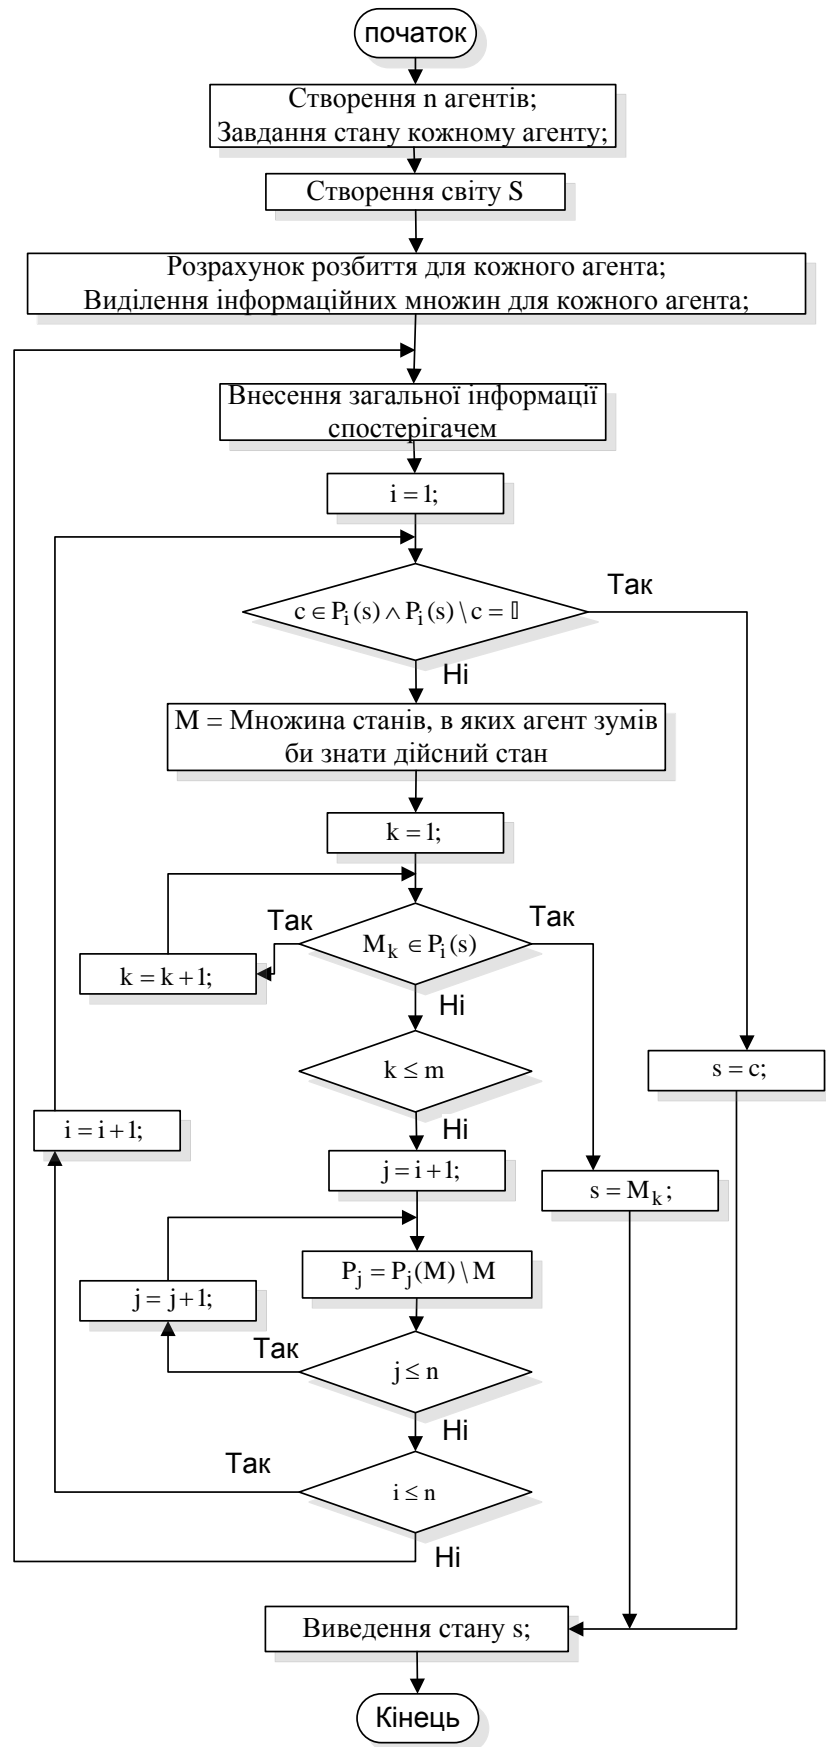 початок
Створення n агентів;
Завдання стану кожному агенту;
Створення світу S
Розрахунок розбиття для кожного агента;
Виділення інформаційних множин для кожного агента;
Внесення загальної інформації
спостерігачем
i = 1;
c ∈ P_i(s) ∧ P_i(s) \ c = 𝕀
Так
Ні
M = Множина станів, в яких агент зумів
би знати дійсний стан
k = 1;
Так
M_k ∈ P_i(s)
Так
k = k + 1;
Ні
k ≤ m
s = c;
i = i + 1;
Ні
j = i + 1;
s = M_k;
P_j = P_j(M) \ M
j = j + 1;
Так
j ≤ n
Ні
Так
i ≤ n
Ні
Виведення стану s;
Кінець